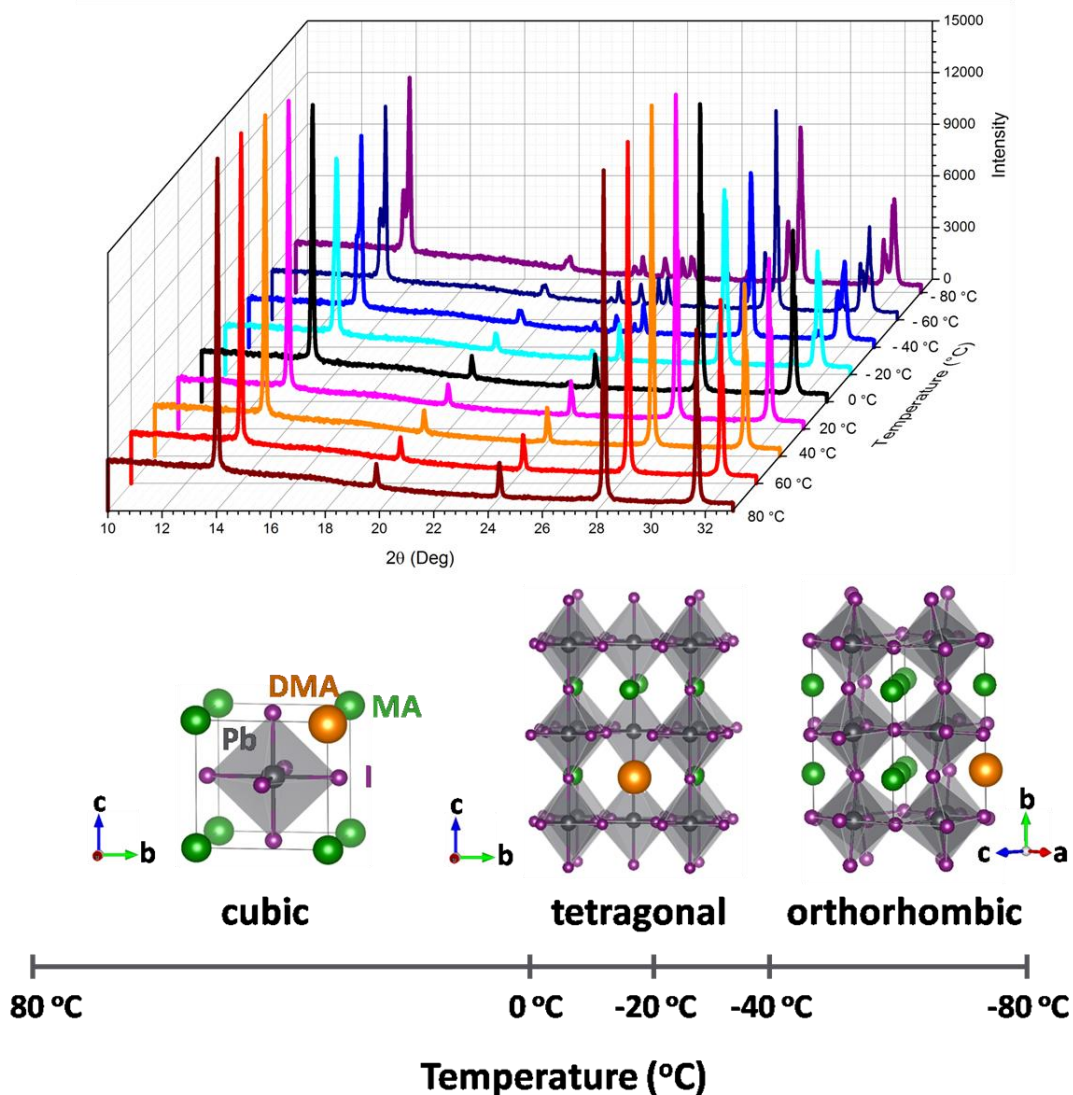 15000
12000
9000
6000
3000
0
Intensity
- 80 °C
- 60 °C
- 40 °C
- 20 °C
0 °C
20 °C
40 °C
60 °C
80 °C
Temperature (°C)
10 12 14 16 18 20 22 24 26 28 30 32
2θ (Deg)
DMA
MA
Pb
I
c
b
c
b
b
c
a
cubic
tetragonal
orthorhombic
80 °C 0 °C -20 °C -40 °C -80 °C
Temperature (°C)